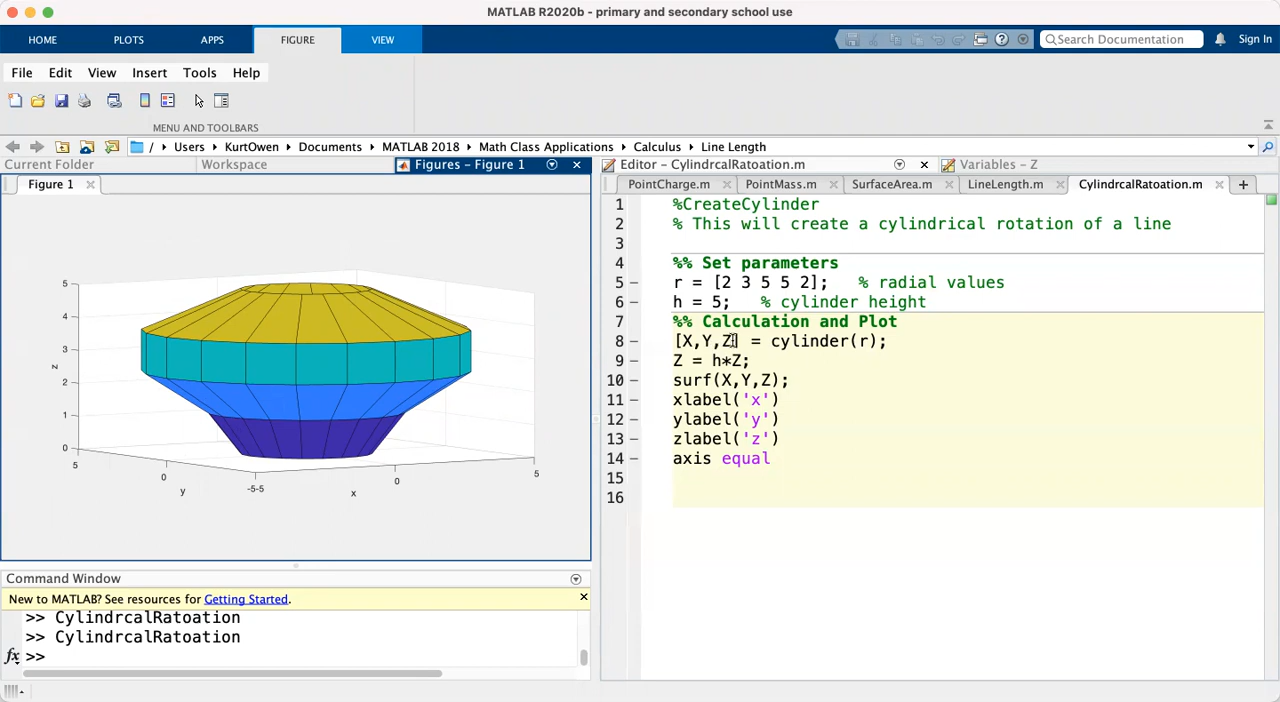 MATLAB R2020b - primary and secondary school use
HOME PLOTS APPS FIGURE VIEW Search Documentation Sign In
File Edit View Insert Tools Help
MENU AND TOOLBARS
/ › Users › KurtOwen › Documents › MATLAB 2018 › Math Class Applications › Calculus › Line Length
Current Folder Workspace Figures - Figure 1
Figure 1
5
4
3
2
1
0
z
5
0
y
-5-5
x
0
5
Command Window
New to MATLAB? See resources for Getting Started.
>> CylindrcalRatoation
>> CylindrcalRatoation
fx >>
Editor - CylindrcalRatoation.m Variables - Z
PointCharge.m PointMass.m SurfaceArea.m LineLength.m CylindrcalRatoation.m
1 %CreateCylinder
2 % This will create a cylindrical rotation of a line
3
4 %% Set parameters
5 r = [2 3 5 5 2]; % radial values
6 h = 5; % cylinder height
7 %% Calculation and Plot
8 [X,Y,Z] = cylinder(r);
9 Z = h*Z;
10 surf(X,Y,Z);
11 xlabel('x')
12 ylabel('y')
13 zlabel('z')
14 axis equal
15
16